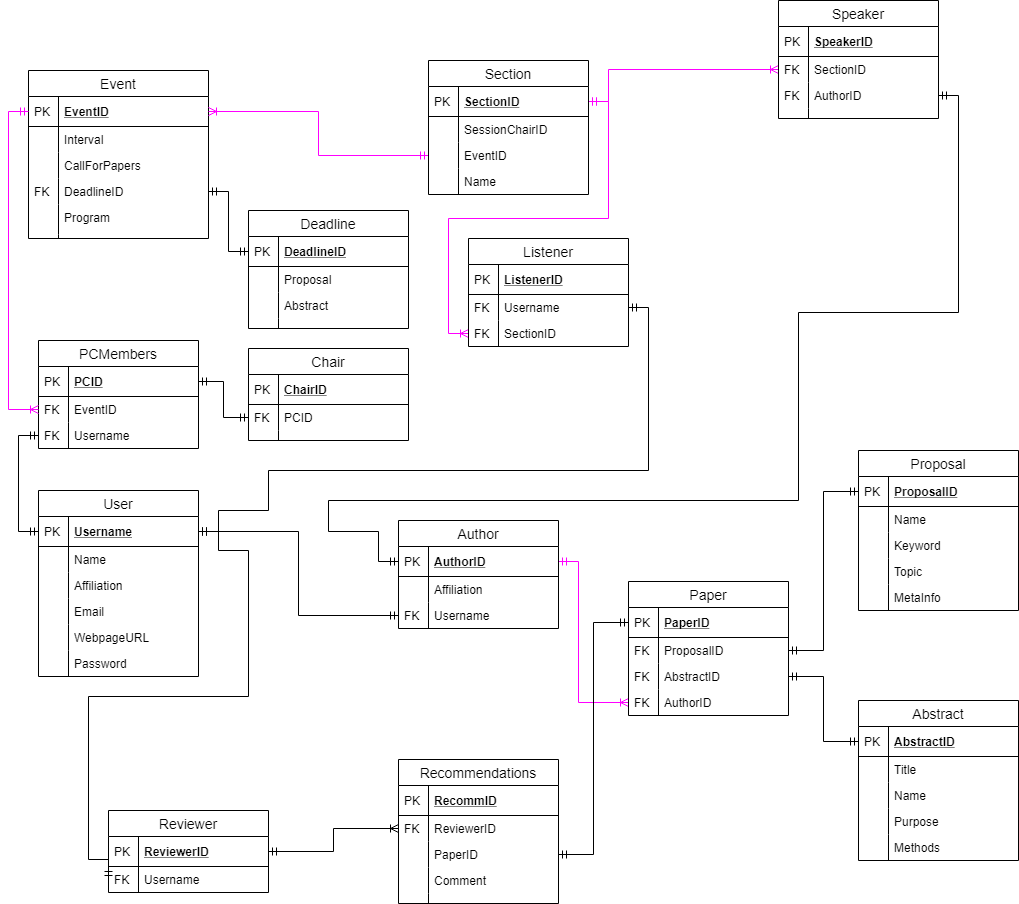 Speaker
PK SpeakerID
FK SectionID
FK AuthorID
Section
PK SectionID
SessionChairID
EventID
Name
Event
PK EventID
Interval
CallForPapers
FK DeadlineID
Program
Deadline
PK DeadlineID
Proposal
Abstract
Listener
PK ListenerID
FK Username
FK SectionID
PCMembers
PK PCID
FK EventID
FK Username
Chair
PK ChairID
FK PCID
User
PK Username
Name
Affiliation
Email
WebpageURL
Password
Author
PK AuthorID
Affiliation
FK Username
Proposal
PK ProposalID
Name
Keyword
Topic
MetaInfo
Paper
PK PaperID
FK ProposalID
FK AbstractID
FK AuthorID
Abstract
PK AbstractID
Title
Name
Purpose
Methods
Recommendations
PK RecommID
FK ReviewerID
PaperID
Comment
Reviewer
PK ReviewerID
FK Username